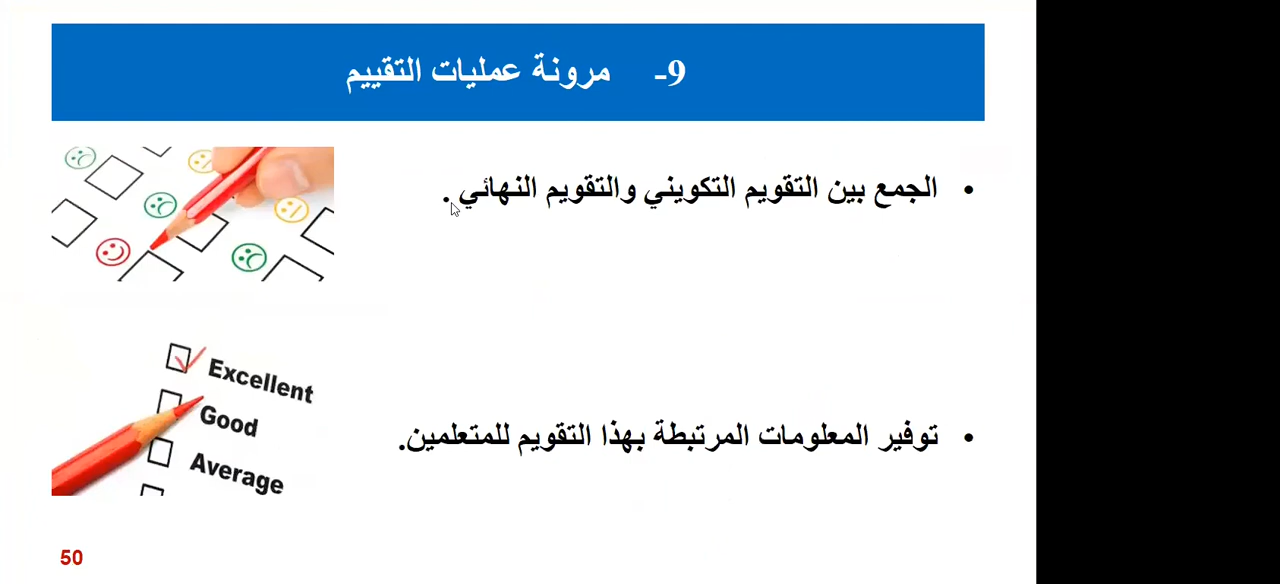 9- مرونة عمليات التقييم
• الجمع بين التقويم التكويني والتقويم النهائي .
Excellent
Good
Average
• توفير المعلومات المرتبطة بهذا التقويم للمتعلمين.
50